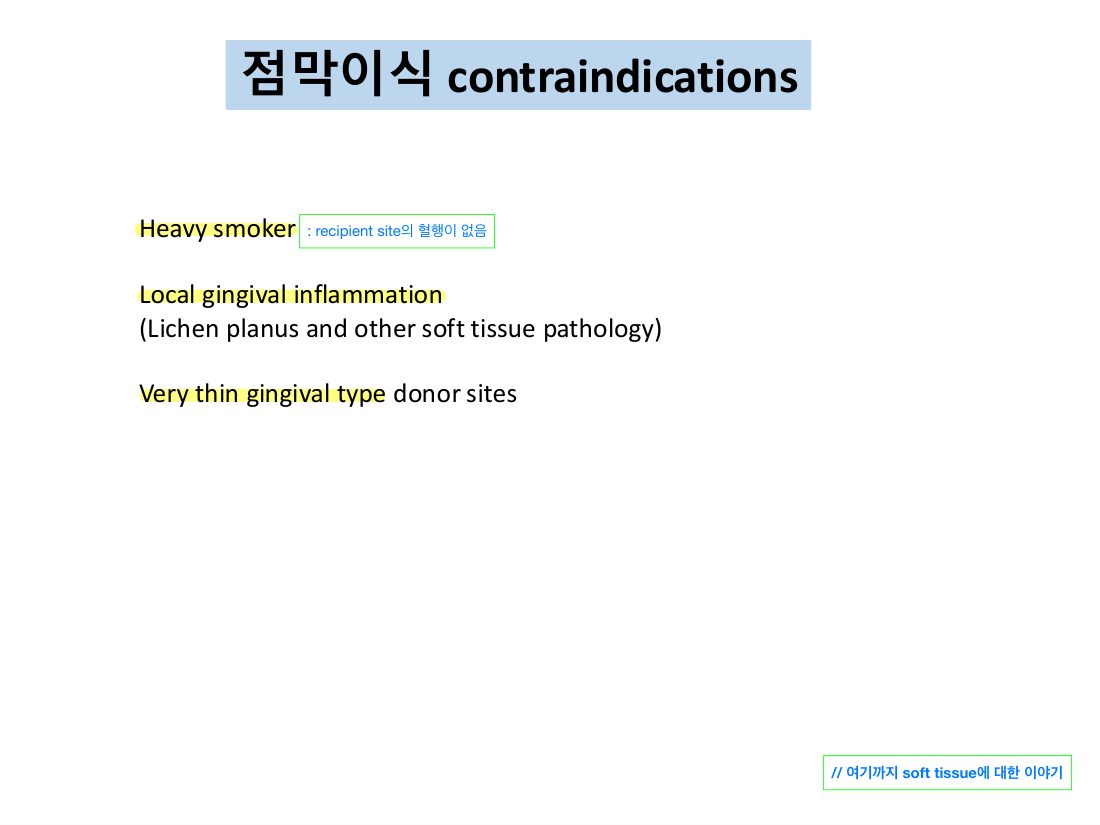 점막이식 contraindications
Heavy smoker : recipient site의 혈행이 없음
Local gingival inflammation
(Lichen planus and other soft tissue pathology)
Very thin gingival type donor sites
// 여기까지 soft tissue에 대한 이야기